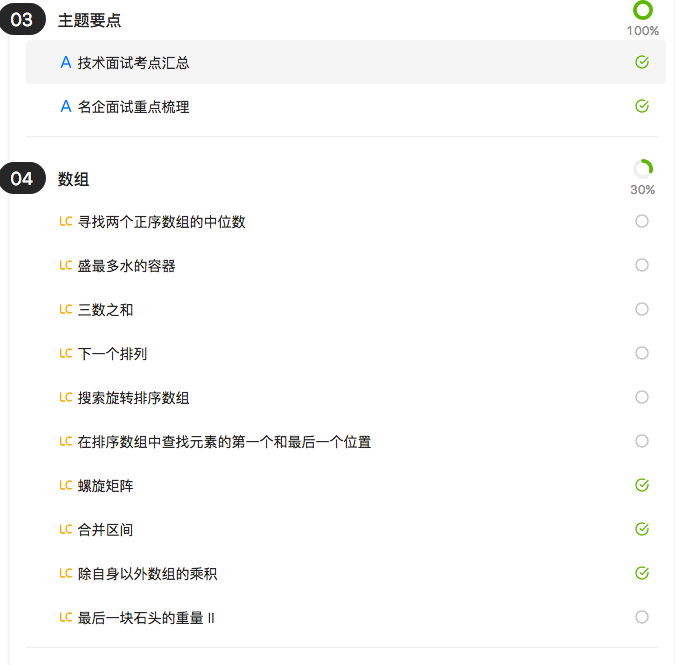 03 主题要点
100%
A 技术面试考点汇总
A 名企面试重点梳理
04 数组
30%
LC 寻找两个正序数组的中位数
LC 盛最多水的容器
LC 三数之和
LC 下一个排列
LC 搜索旋转排序数组
LC 在排序数组中查找元素的第一个和最后一个位置
LC 螺旋矩阵
LC 合并区间
LC 除自身以外数组的乘积
LC 最后一块石头的重量 II